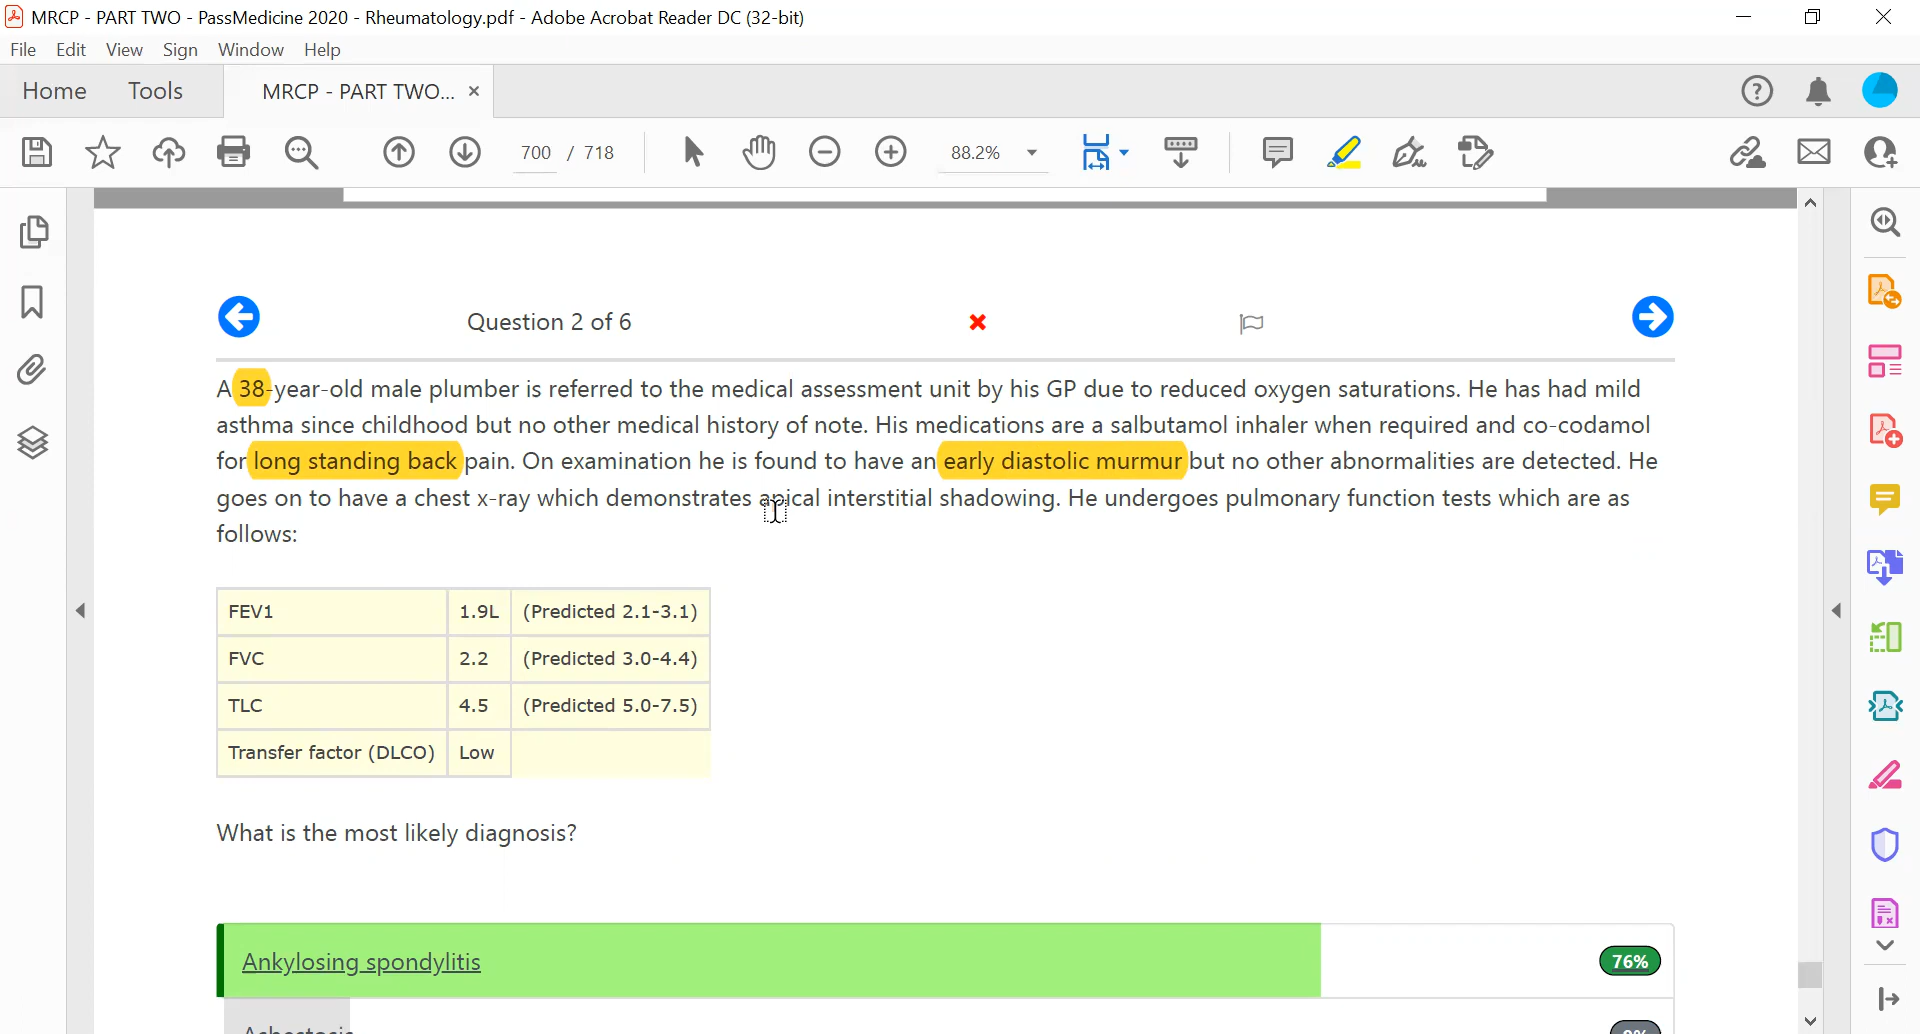 MRCP - PART TWO - PassMedicine 2020 - Rheumatology.pdf - Adobe Acrobat Reader DC (32-bit)
File Edit View Sign Window Help
Home Tools MRCP - PART TWO... ×
700 / 718 88.2%
Question 2 of 6
A 38-year-old male plumber is referred to the medical assessment unit by his GP due to reduced oxygen saturations. He has had mild
asthma since childhood but no other medical history of note. His medications are a salbutamol inhaler when required and co-codamol
for long standing back pain. On examination he is found to have an early diastolic murmur but no other abnormalities are detected. He
goes on to have a chest x-ray which demonstrates apical interstitial shadowing. He undergoes pulmonary function tests which are as
follows:
FEV1 1.9L (Predicted 2.1-3.1)
FVC 2.2 (Predicted 3.0-4.4)
TLC 4.5 (Predicted 5.0-7.5)
Transfer factor (DLCO) Low
What is the most likely diagnosis?
Ankylosing spondylitis 76%